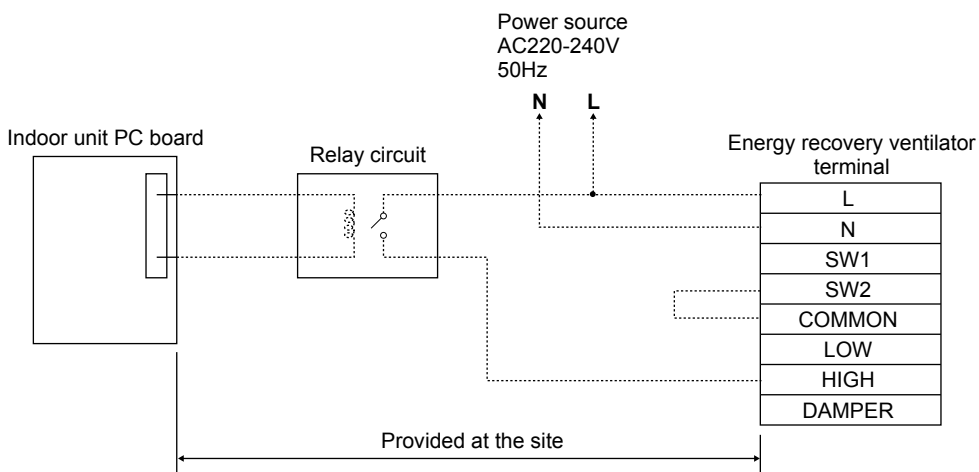 Power source
AC220-240V
50Hz
N L
Indoor unit PC board
Relay circuit
Energy recovery ventilator
terminal
L
N
SW1
SW2
COMMON
LOW
HIGH
DAMPER
Provided at the site